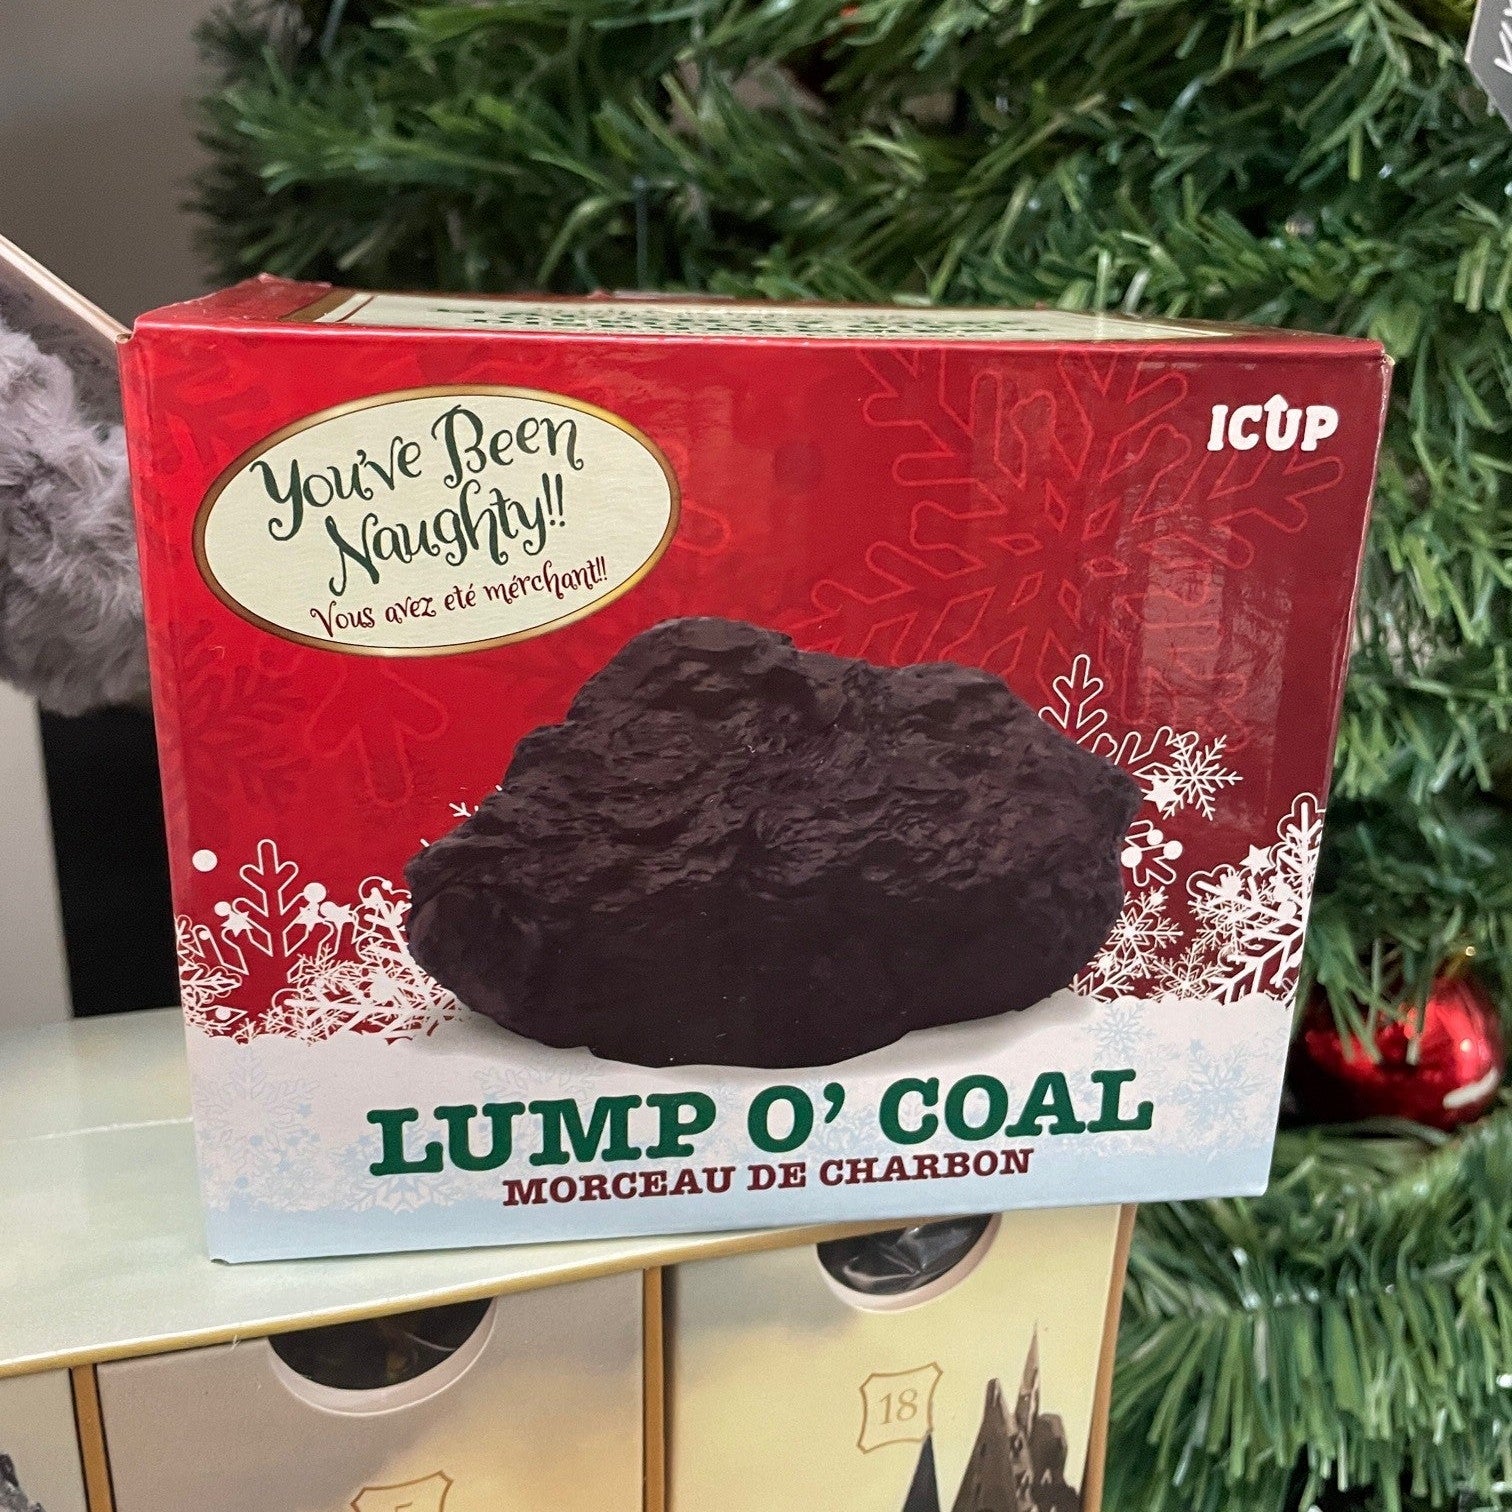 You've Been
Naughty!!
Vous avez eté mérchant!!
ICUP
LUMP O' COAL
MORCEAU DE CHARBON
18